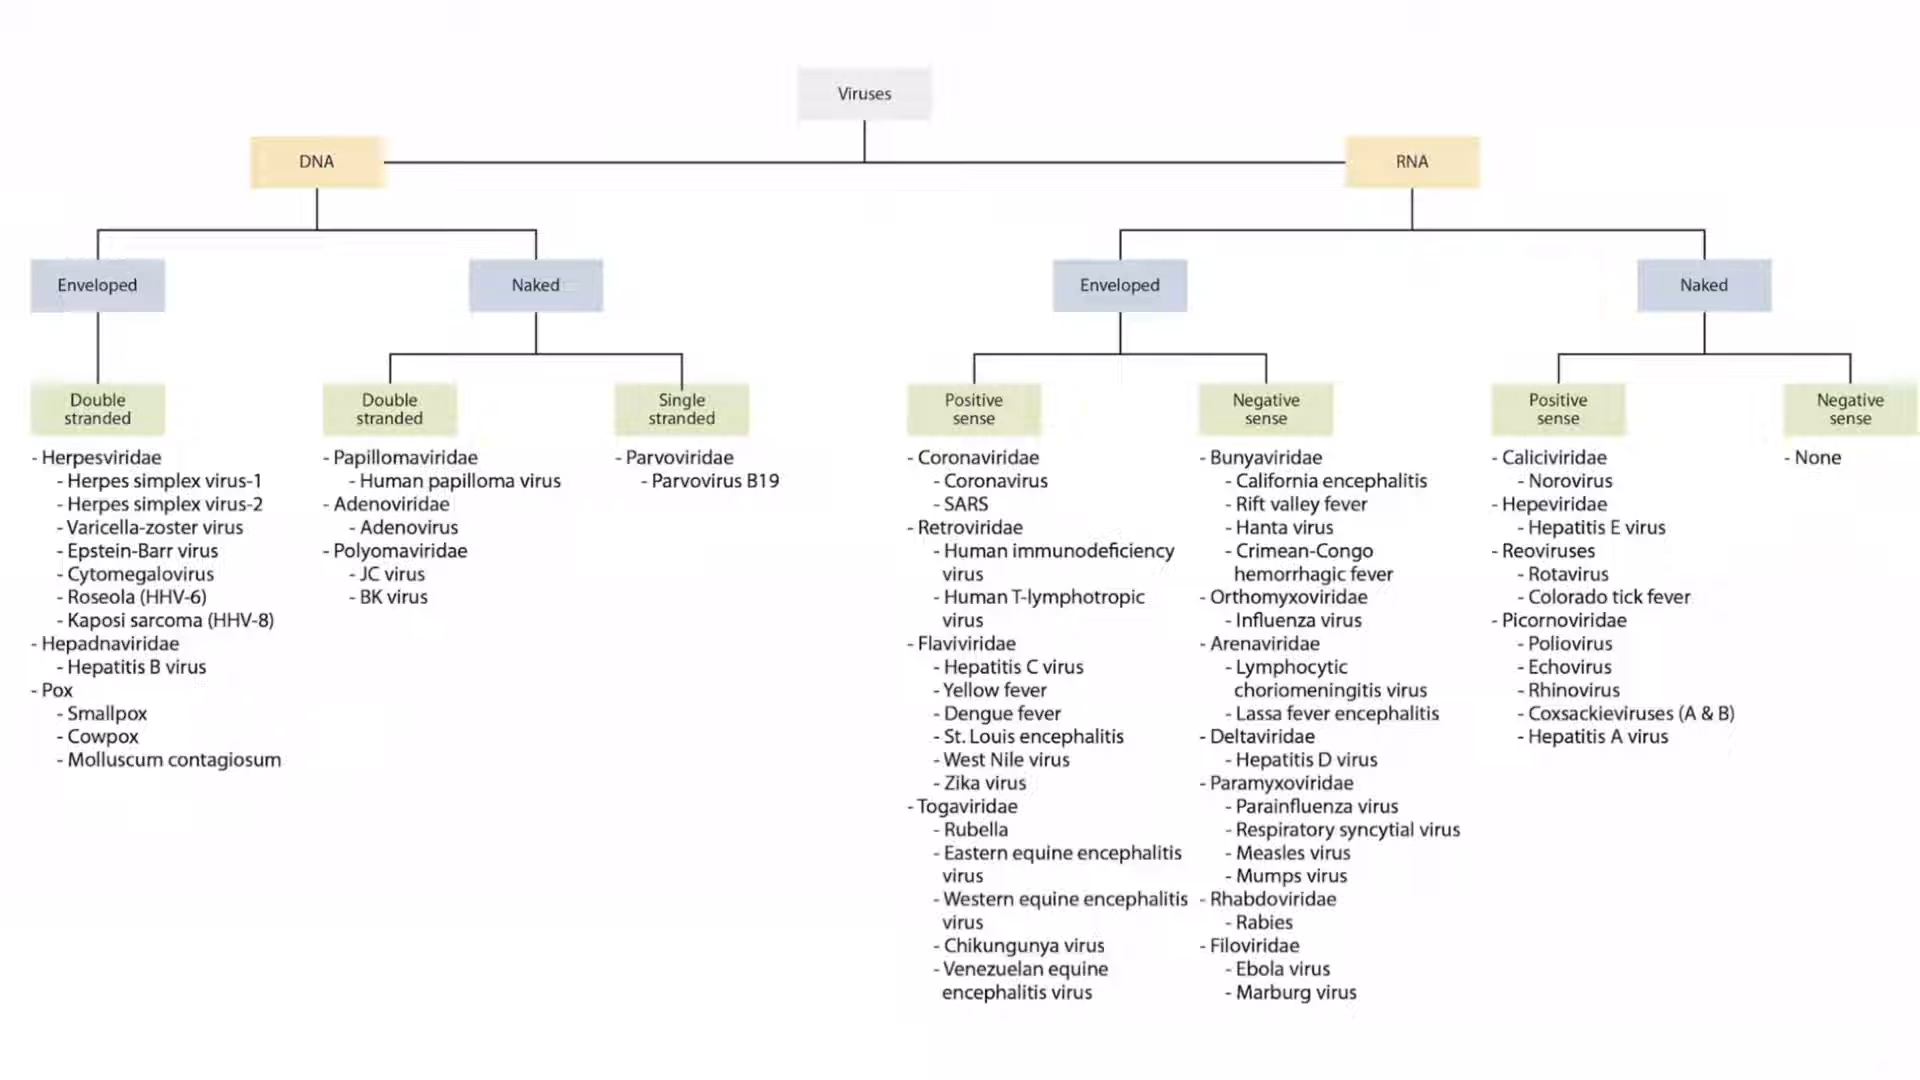 Viruses
DNA
RNA
Enveloped
Naked
Enveloped
Naked
Double
stranded
- Herpesviridae
- Herpes simplex virus-1
- Herpes simplex virus-2
- Varicella-zoster virus
- Epstein-Barr virus
- Cytomegalovirus
- Roseola (HHV-6)
- Kaposi sarcoma (HHV-8)
- Hepadnaviridae
- Hepatitis B virus
- Pox
- Smallpox
- Cowpox
- Molluscum contagiosum
Double
stranded
- Papillomaviridae
- Human papilloma virus
- Adenoviridae
- Adenovirus
- Polyomaviridae
- JC virus
- BK virus
Single
stranded
- Parvoviridae
- Parvovirus B19
Positive
sense
- Coronaviridae
- Coronavirus
- SARS
- Retroviridae
- Human immunodeficiency
virus
- Human T-lymphotropic
virus
- Flaviviridae
- Hepatitis C virus
- Yellow fever
- Dengue fever
- St. Louis encephalitis
- West Nile virus
- Zika virus
- Togaviridae
- Rubella
- Eastern equine encephalitis
virus
- Western equine encephalitis
virus
- Chikungunya virus
- Venezuelan equine
encephalitis virus
Negative
sense
- Bunyaviridae
- California encephalitis
- Rift valley fever
- Hanta virus
- Crimean-Congo
hemorrhagic fever
- Orthomyxoviridae
- Influenza virus
- Arenaviridae
- Lymphocytic
choriomeningitis virus
- Lassa fever encephalitis
- Deltaviridae
- Hepatitis D virus
- Paramyxoviridae
- Parainfluenza virus
- Respiratory syncytial virus
- Measles virus
- Mumps virus
- Rhabdoviridae
- Rabies
- Filoviridae
- Ebola virus
- Marburg virus
Positive
sense
- Caliciviridae
- Norovirus
- Hepeviridae
- Hepatitis E virus
- Reoviruses
- Rotavirus
- Colorado tick fever
- Picornoviridae
- Poliovirus
- Echovirus
- Rhinovirus
- Coxsackieviruses (A & B)
- Hepatitis A virus
Negative
sense
- None